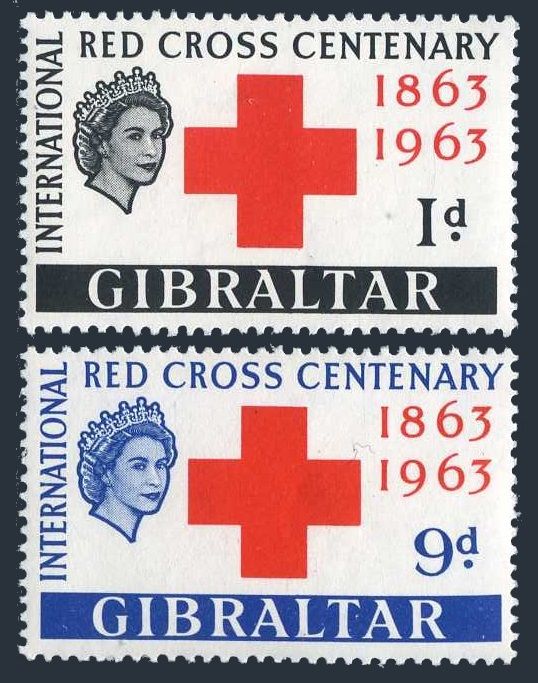 INTERNATIONAL
RED CROSS CENTENARY
1863
1963
1d.
GIBRALTAR
INTERNATIONAL
RED CROSS CENTENARY
1863
1963
9d.
GIBRALTAR